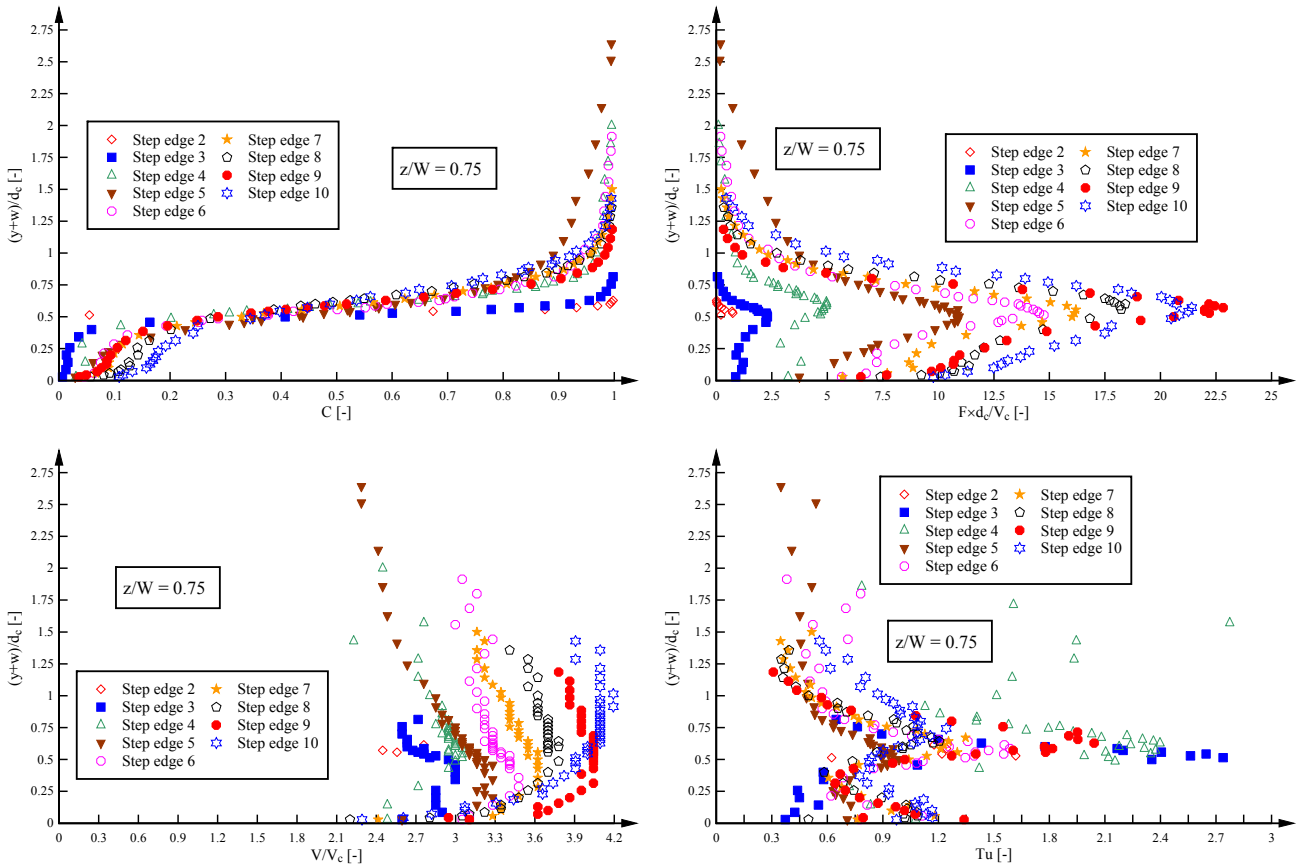 2.75
2.5
2.25
2
1.75
1.5
1.25
1
0.75
0.5
0.25
0
(y+w)/d_c [-]
Step edge 2
Step edge 3
Step edge 4
Step edge 5
Step edge 6
Step edge 7
Step edge 8
Step edge 9
Step edge 10
z/W = 0.75
0 0.1 0.2 0.3 0.4 0.5 0.6 0.7 0.8 0.9 1
C [-]
2.75
2.5
2.25
2
1.75
1.5
1.25
1
0.75
0.5
0.25
0
(y+w)/d_c [-]
z/W = 0.75
Step edge 2
Step edge 3
Step edge 4
Step edge 5
Step edge 6
Step edge 7
Step edge 8
Step edge 9
Step edge 10
0 2.5 5 7.5 10 12.5 15 17.5 20 22.8 25
F×d_c/V_c [-]
2.75
2.5
2.25
2
1.75
1.5
1.25
1
0.75
0.5
0.25
0
(y+w)/d_c [-]
z/W = 0.75
Step edge 2
Step edge 3
Step edge 4
Step edge 5
Step edge 6
Step edge 7
Step edge 8
Step edge 9
Step edge 10
0 0.3 0.6 0.9 1.2 1.5 1.8 2.1 2.4 2.7 3 3.3 3.6 3.9 4.2
V/V_c [-]
2.75
2.5
2.25
2
1.75
1.5
1.25
1
0.75
0.5
0.25
0
(y+w)/d_c [-]
Step edge 2
Step edge 3
Step edge 4
Step edge 5
Step edge 6
Step edge 7
Step edge 8
Step edge 9
Step edge 10
z/W = 0.75
0 0.3 0.6 0.9 1.2 1.5 1.8 2.1 2.4 2.7 3
Tu [-]